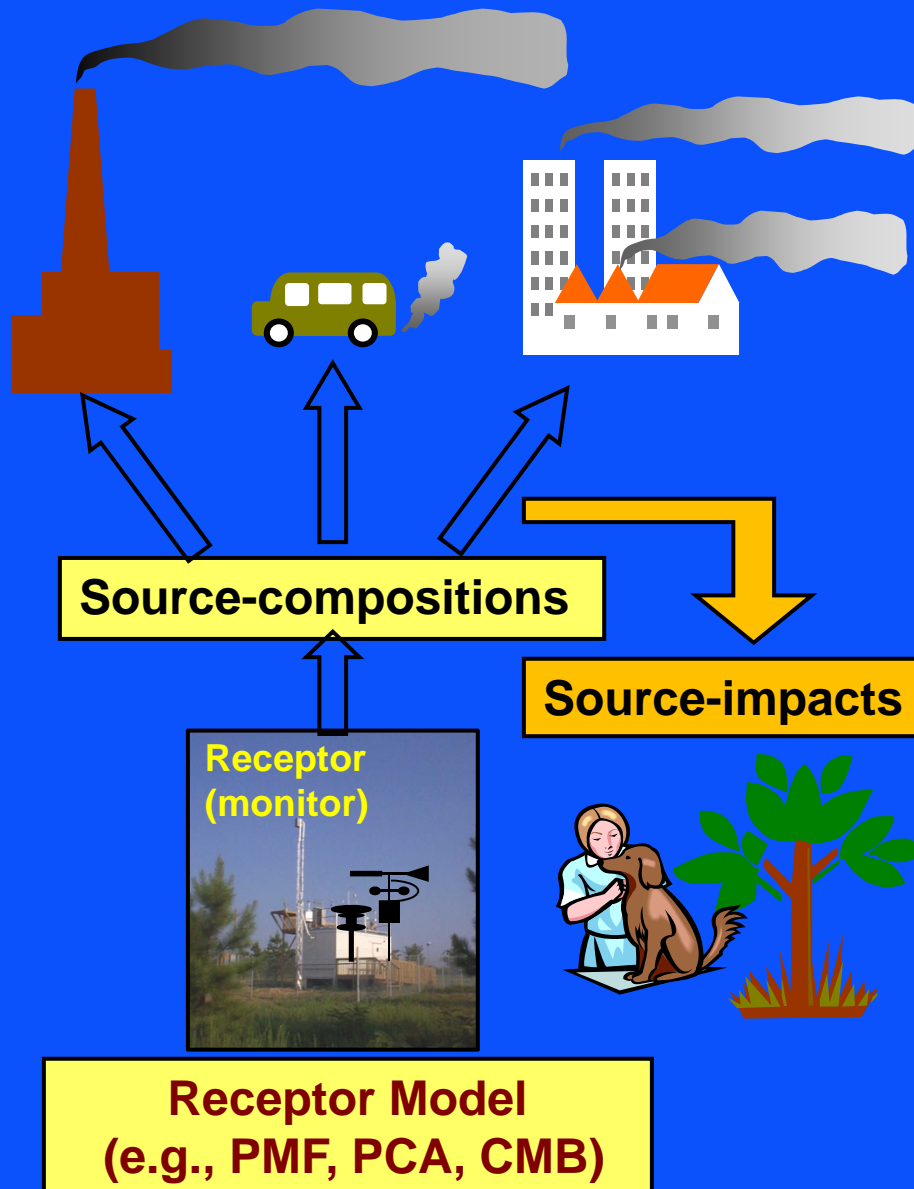 Source-compositions
Source-impacts
Receptor
(monitor)
Receptor Model
(e.g., PMF, PCA, CMB)